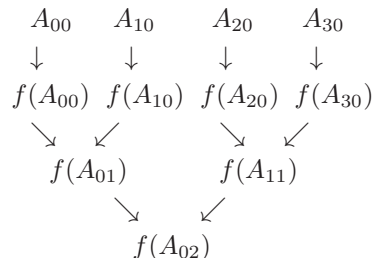 A₀₀ A₁₀ A₂₀ A₃₀
f(A₀₀) f(A₁₀) f(A₂₀) f(A₃₀)
f(A₀₁) f(A₁₁)
f(A₀₂)